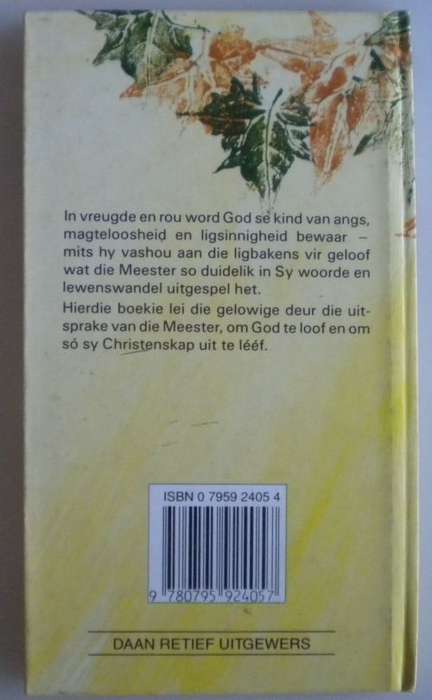 In vreugde en rou word God se kind van angs,
magteloosheid en ligsinnigheid bewaar –
mits hy vashou aan die ligbakens vir geloof
wat die Meester so duidelik in Sy woorde en
lewenswandel uitgespel het.
Hierdie boekie lei die gelowige deur die uit-
sprake van die Meester, om God te loof en om
só sy Christenskap uit te lééf.
ISBN 0 7959 2405 4
9 780795 924057
DAAN RETIEF UITGEWERS